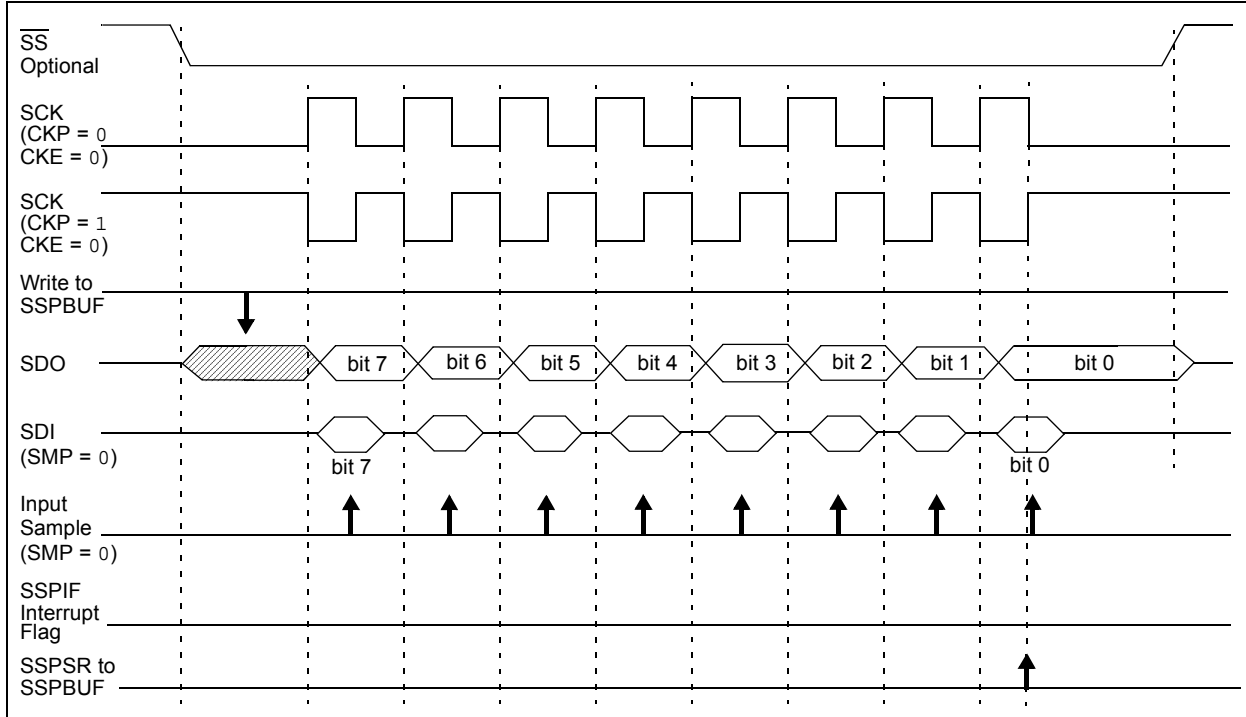 SS
Optional
SCK
(CKP = 0
CKE = 0)
SCK
(CKP = 1
CKE = 0)
Write to
SSPBUF
SDO
bit 7
bit 6
bit 5
bit 4
bit 3
bit 2
bit 1
bit 0
SDI
(SMP = 0)
bit 7
bit 0
Input
Sample
(SMP = 0)
SSPIF
Interrupt
Flag
SSPSR to
SSPBUF